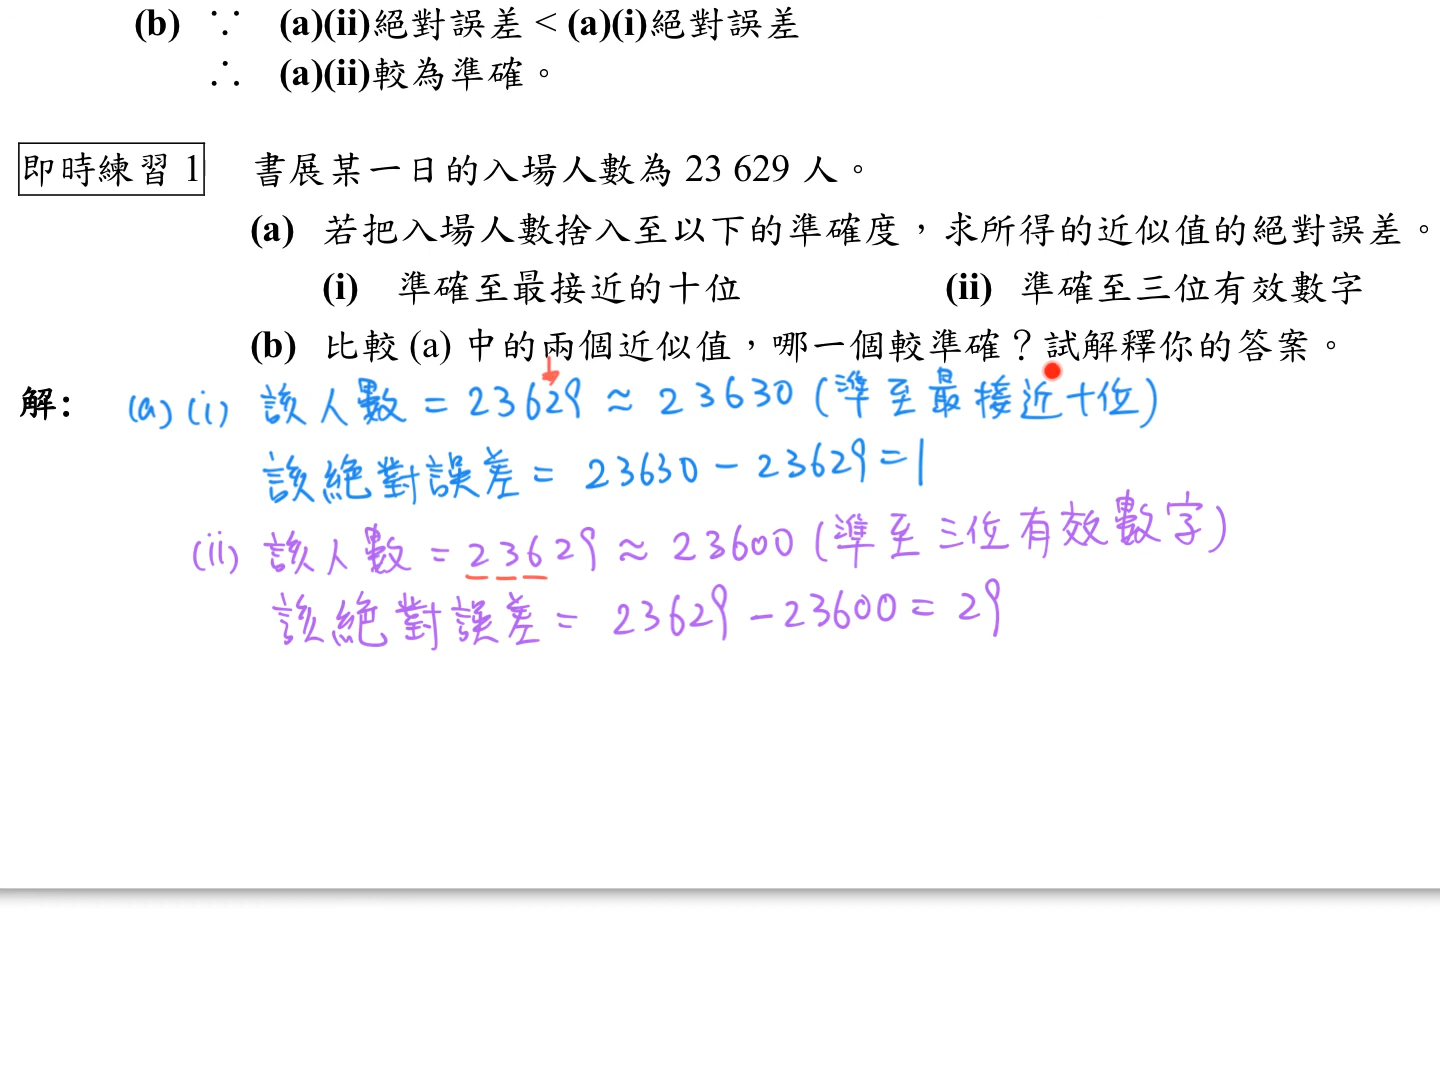 (b) ∵ (a)(ii)絕對誤差 < (a)(i)絕對誤差
∴ (a)(ii)較為準確。
即時練習 1 書展某一日的入場人數為 23 629 人。
(a) 若把入場人數捨入至以下的準確度，求所得的近似值的絕對誤差。
(i) 準確至最接近的十位 (ii) 準確至三位有效數字
(b) 比較 (a) 中的兩個近似值，哪一個較準確？試解釋你的答案。
解： (a) (i) 該人數 = 23629 ≈ 23630 (準至最接近十位)
該絕對誤差 = 23630 - 23629 = 1
(ii) 該人數 = 23629 ≈ 23600 (準至三位有效數字)
該絕對誤差 = 23629 - 23600 = 29